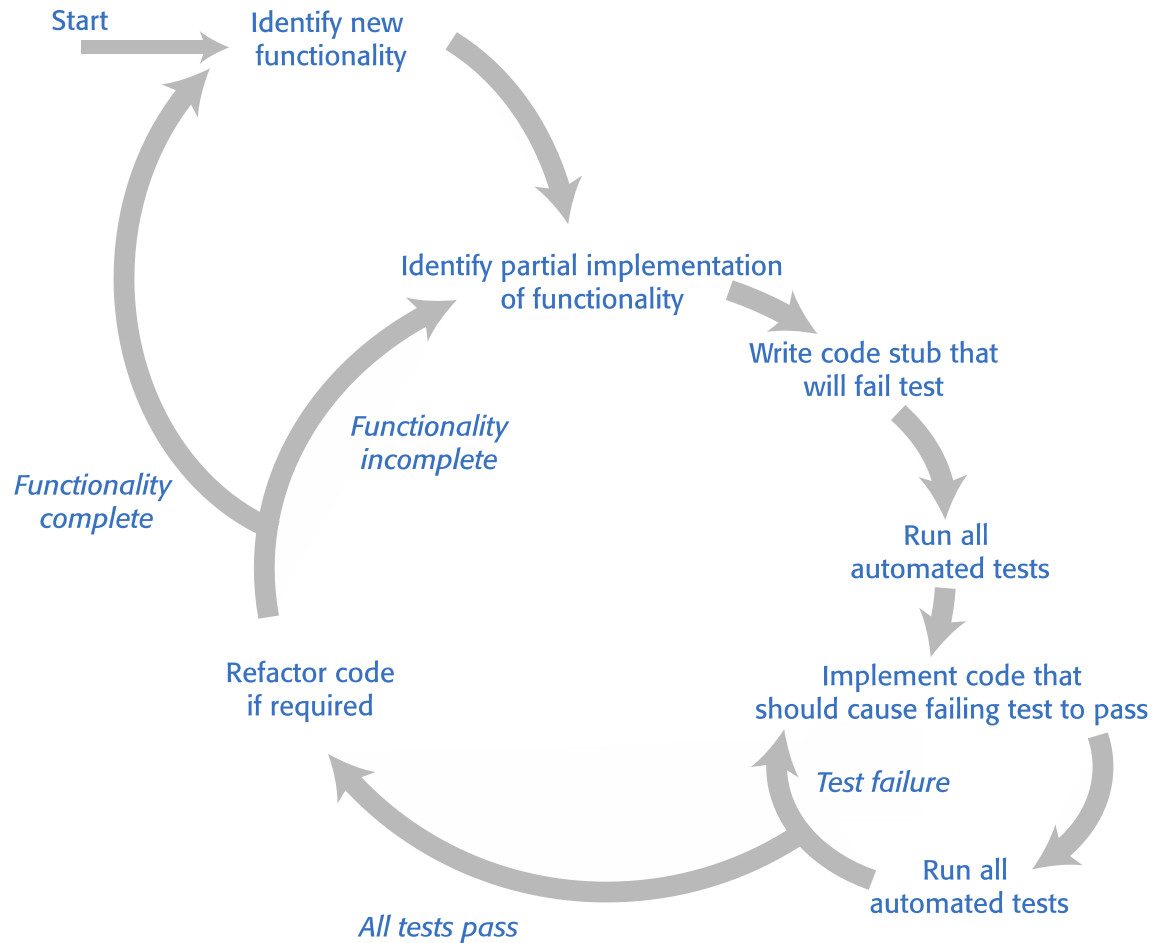 Start
Identify new
functionality
Identify partial implementation
of functionality
Write code stub that
will fail test
Functionality
incomplete
Functionality
complete
Run all
automated tests
Refactor code
if required
Implement code that
should cause failing test to pass
Test failure
Run all
automated tests
All tests pass